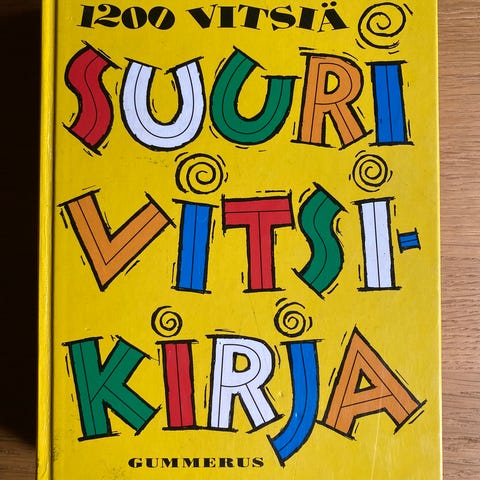 1200 VITSIÄ
SUURI
VITSI-
KIRJA
GUMMERUS